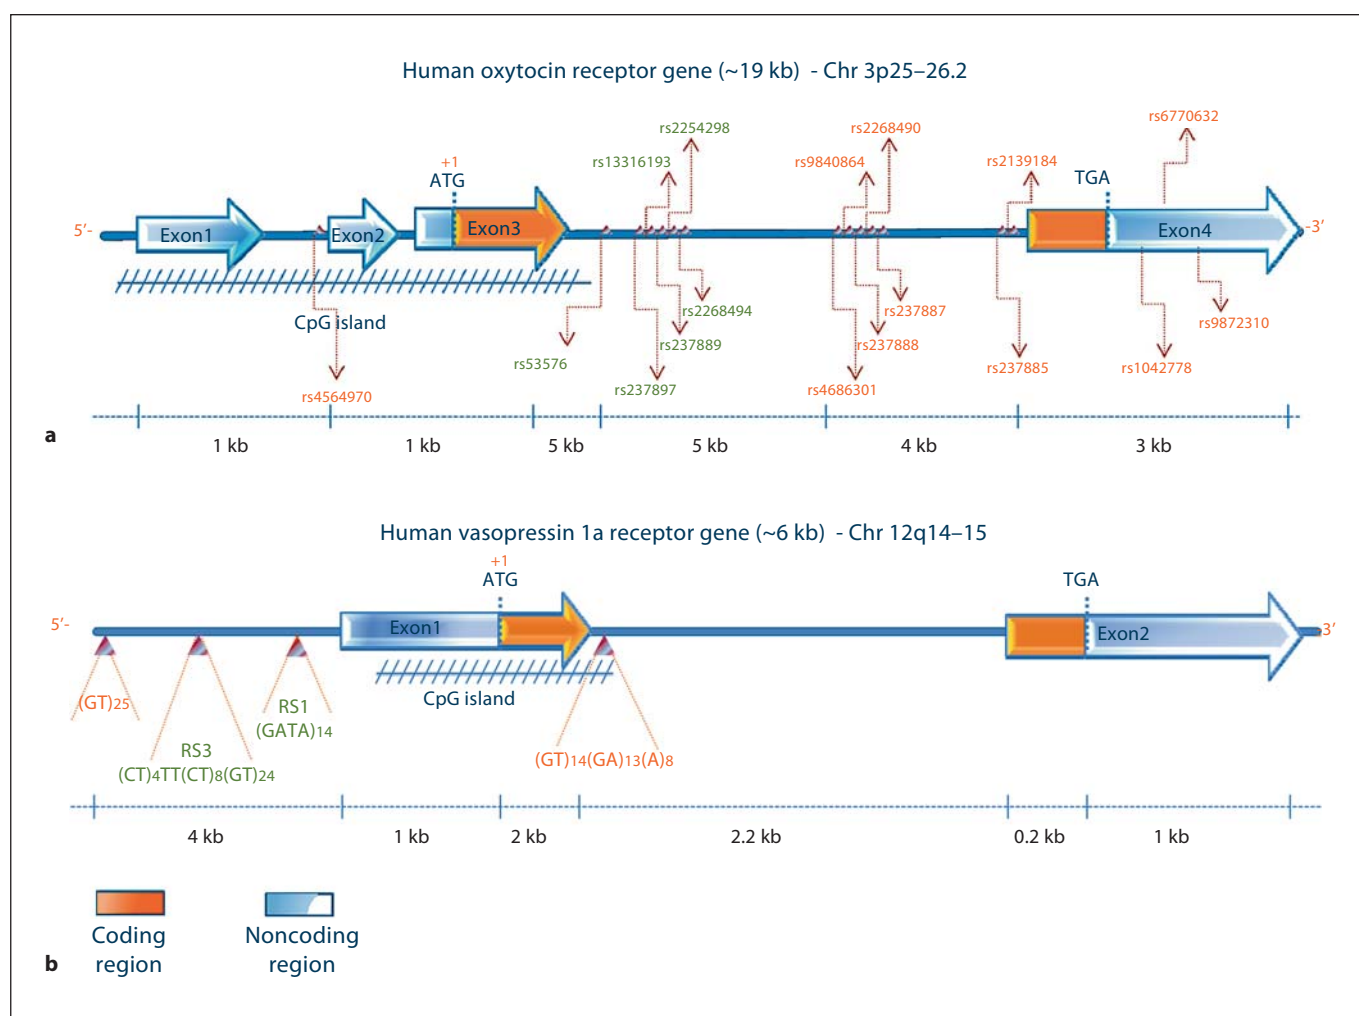 Human oxytocin receptor gene (~19 kb) - Chr 3p25–26.2
rs6770632
rs2254298 rs2268490
rs13316193 rs9840864 rs2139184
+1
ATG TGA
5’- Exon1 Exon2 Exon3 Exon4 -3’
CpG island
rs2268494 rs237887 rs9872310
rs237889 rs237888
rs53576 rs237885 rs1042778
rs4564970 rs237897 rs4686301
a
1 kb 1 kb 5 kb 5 kb 4 kb 3 kb
Human vasopressin 1a receptor gene (~6 kb) - Chr 12q14–15
+1
ATG TGA
5’- Exon1 Exon2 -3’
CpG island
(GT)25
RS1
(GATA)14
RS3
(CT)4TT(CT)8(GT)24
(GT)14(GA)13(A)8
4 kb 1 kb 2 kb 2.2 kb 0.2 kb 1 kb
Coding region
Noncoding region
b